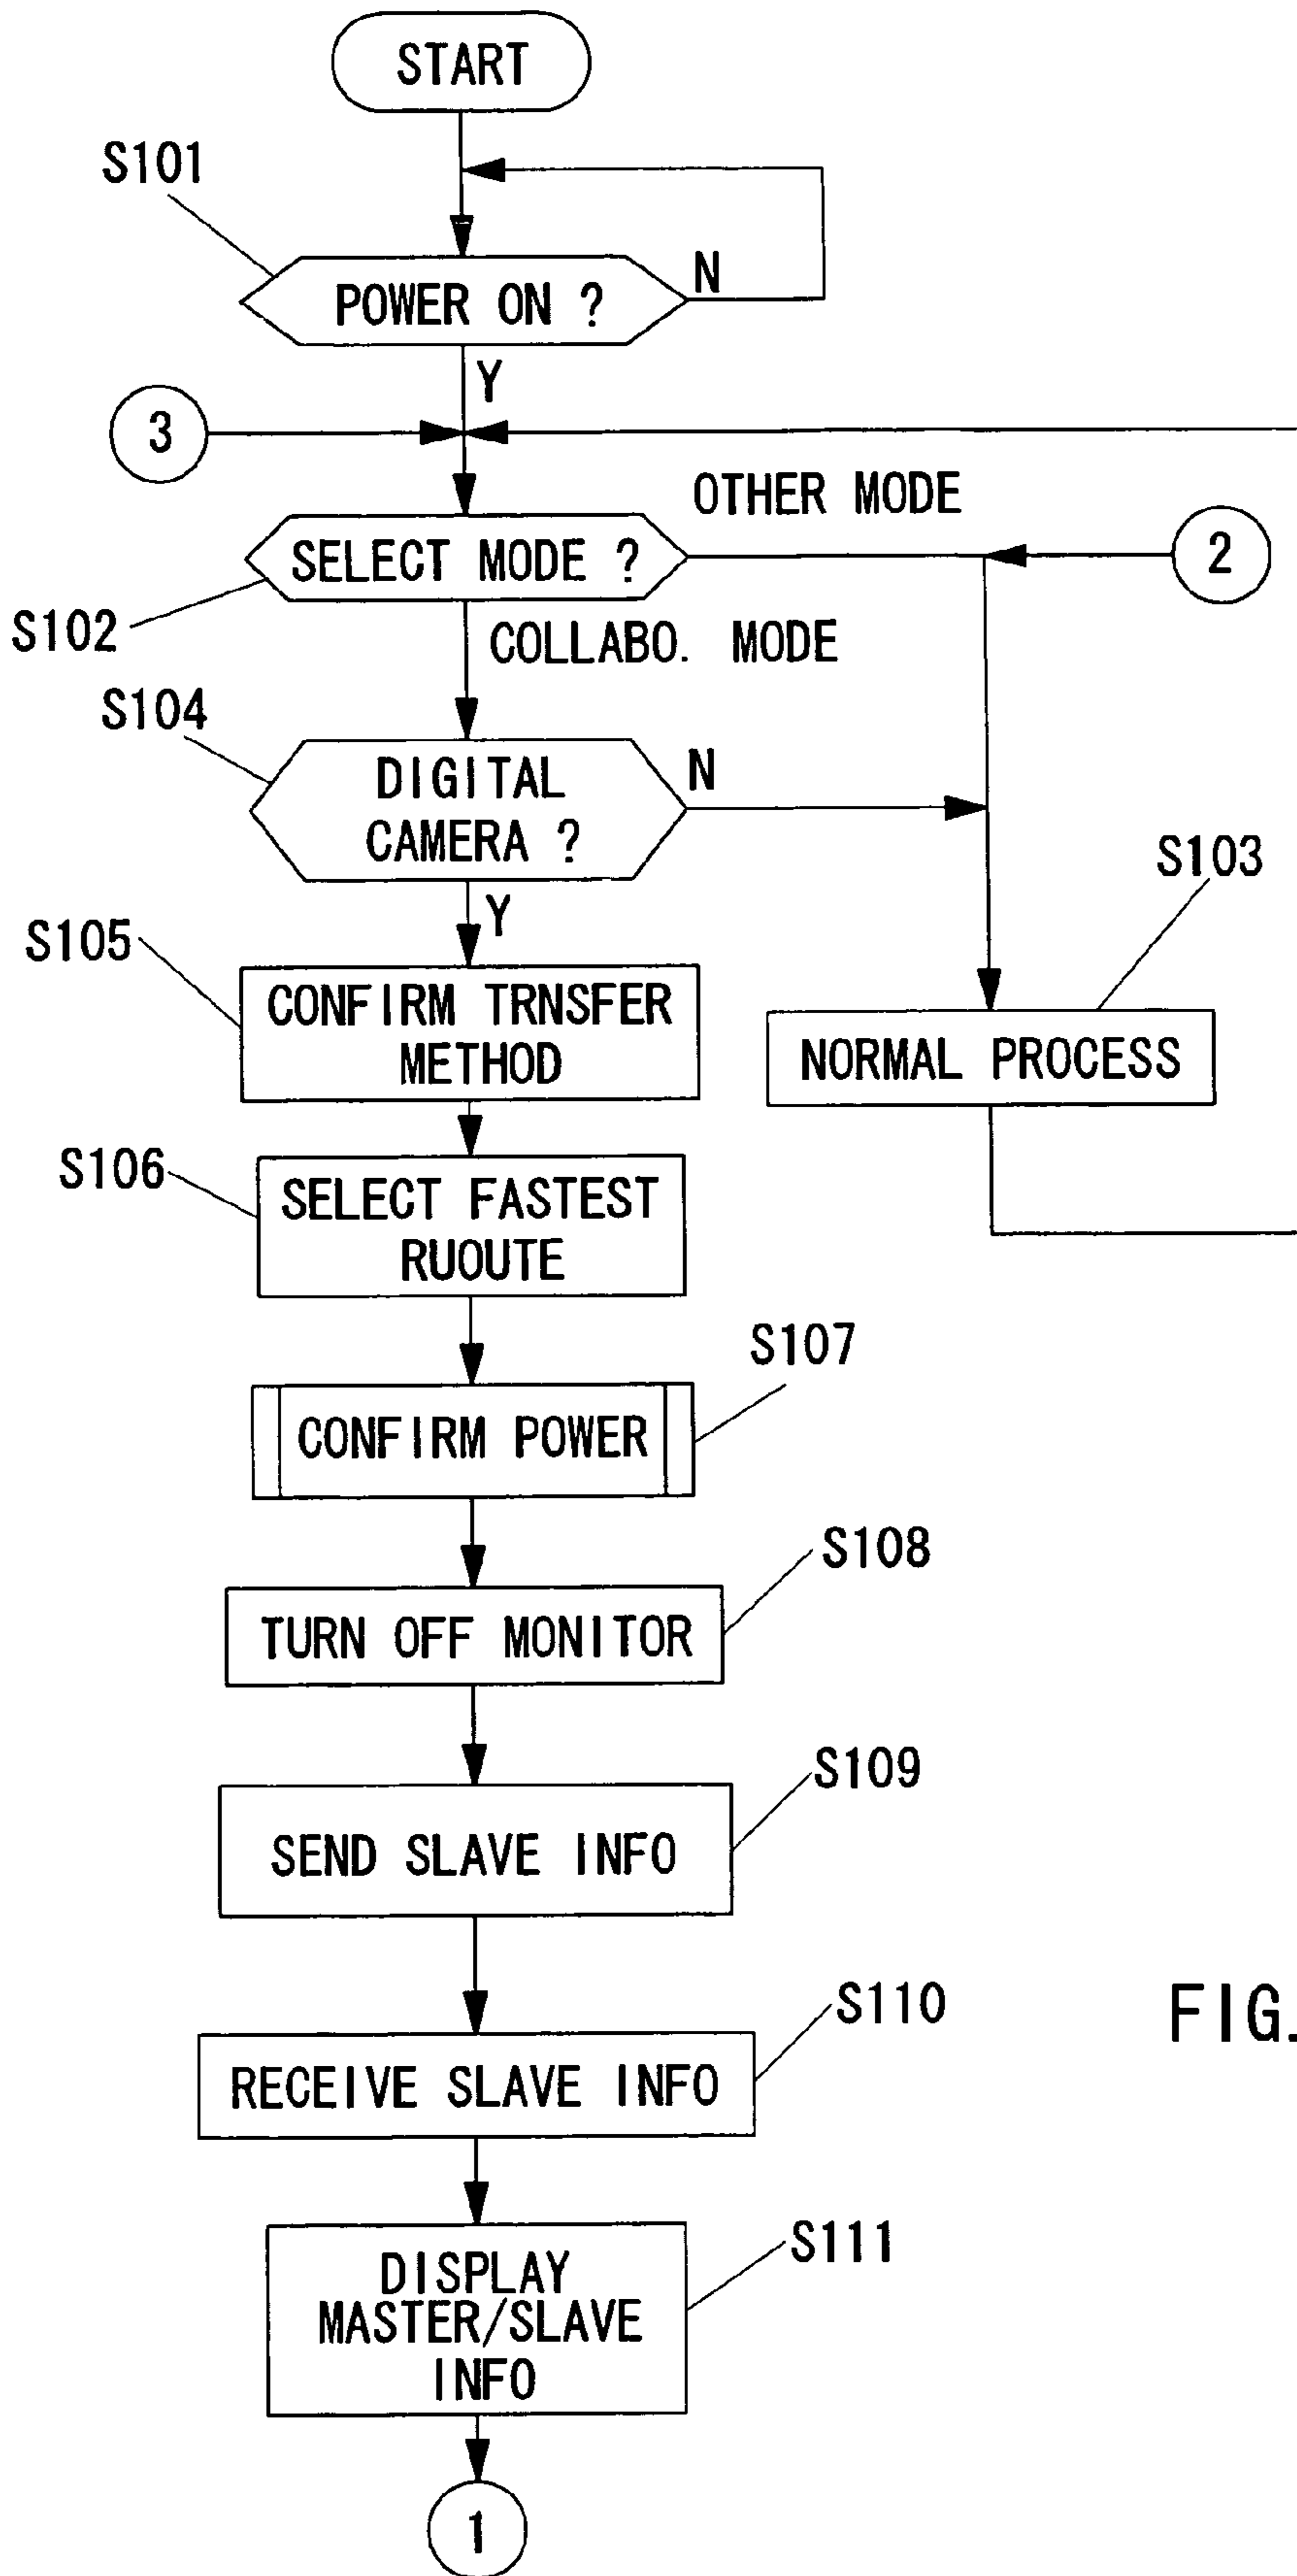 START
S101
POWER ON ?
N
Y
3
OTHER MODE
SELECT MODE ?
2
S102
COLLABO. MODE
S104
DIGITAL
CAMERA ?
N
Y
S103
S105
CONFIRM TRNSFER
METHOD
NORMAL PROCESS
S106
SELECT FASTEST
RUOUTE
S107
CONFIRM POWER
S108
TURN OFF MONITOR
S109
SEND SLAVE INFO
S110
FIG.
RECEIVE SLAVE INFO
S111
DISPLAY
MASTER/SLAVE
INFO
1